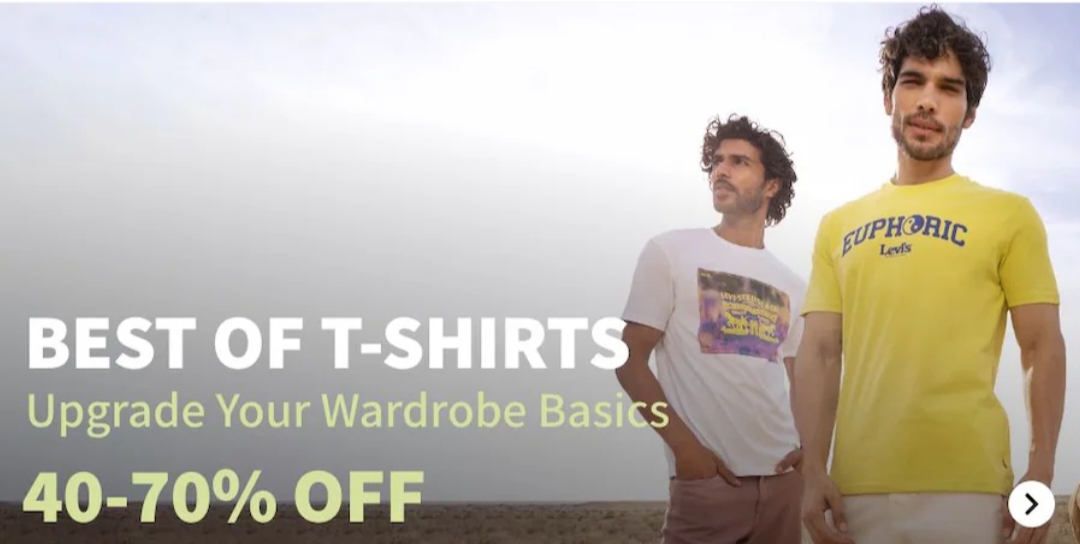 BEST OF T-SHIRTS
Upgrade Your Wardrobe Basics
40-70% OFF
EUPHORIC
Levi's